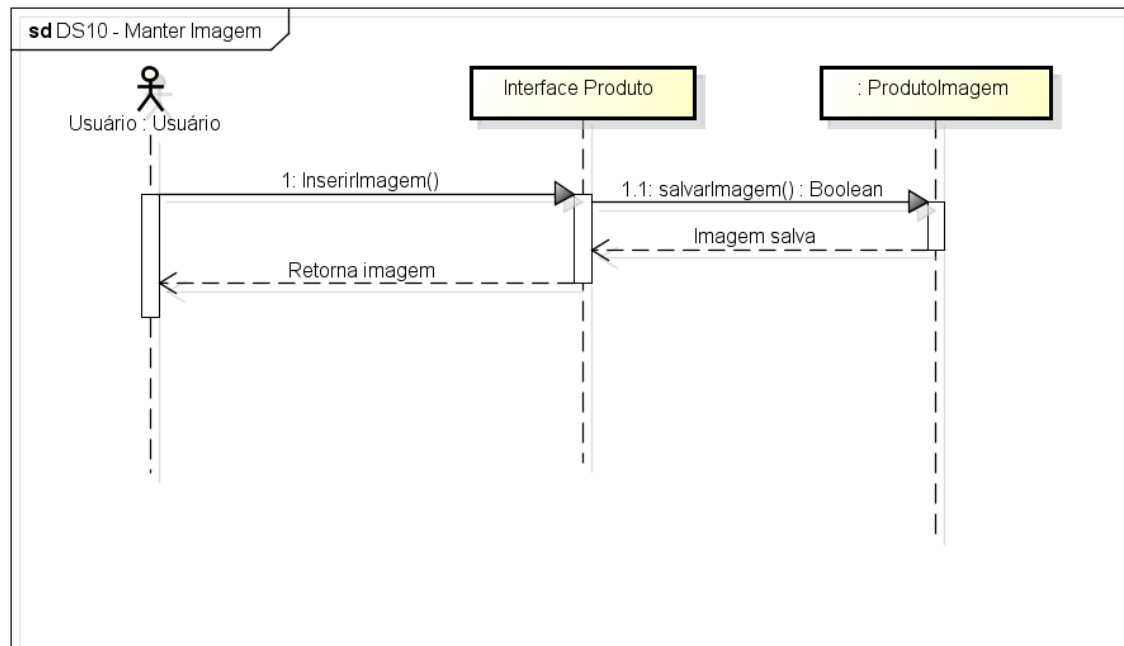 sd DS10 - Manter Imagem
Usuário : Usuário
Interface Produto
: ProdutoImagem
1: InserirImagem()
1.1: salvarImagem() : Boolean
Imagem salva
Retorna imagem